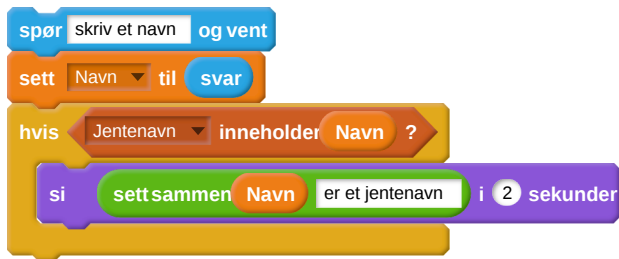 spør skriv et navn og vent
sett Navn til svar
hvis Jentenavn inneholder Navn ?
si sett sammen Navn er et jentenavn i 2 sekunder